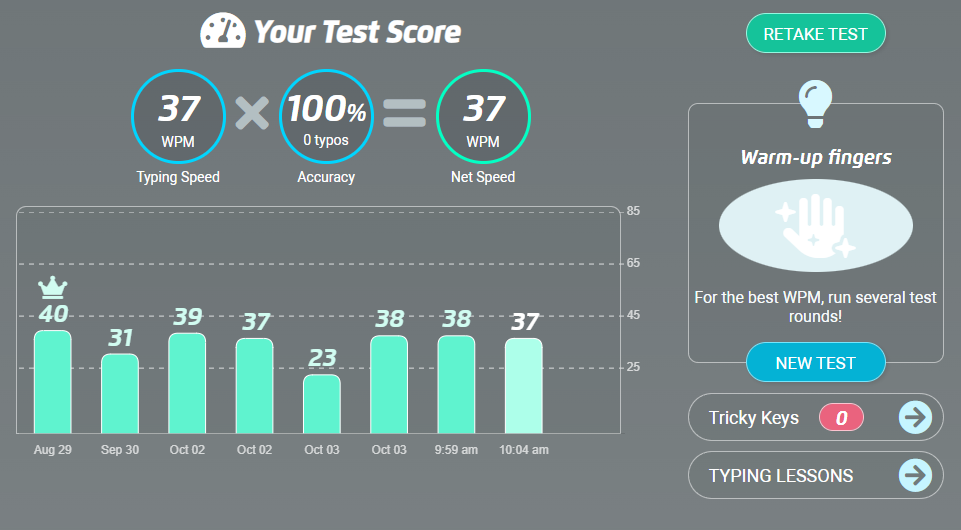 Your Test Score
37
WPM
Typing Speed
100%
0 typos
Accuracy
37
WPM
Net Speed
85
65
45
25
40
31
39
37
23
38
38
37
Aug 29
Sep 30
Oct 02
Oct 02
Oct 03
Oct 03
9:59 am
10:04 am
RETAKE TEST
Warm-up fingers
For the best WPM, run several test
rounds!
NEW TEST
Tricky Keys 0
TYPING LESSONS